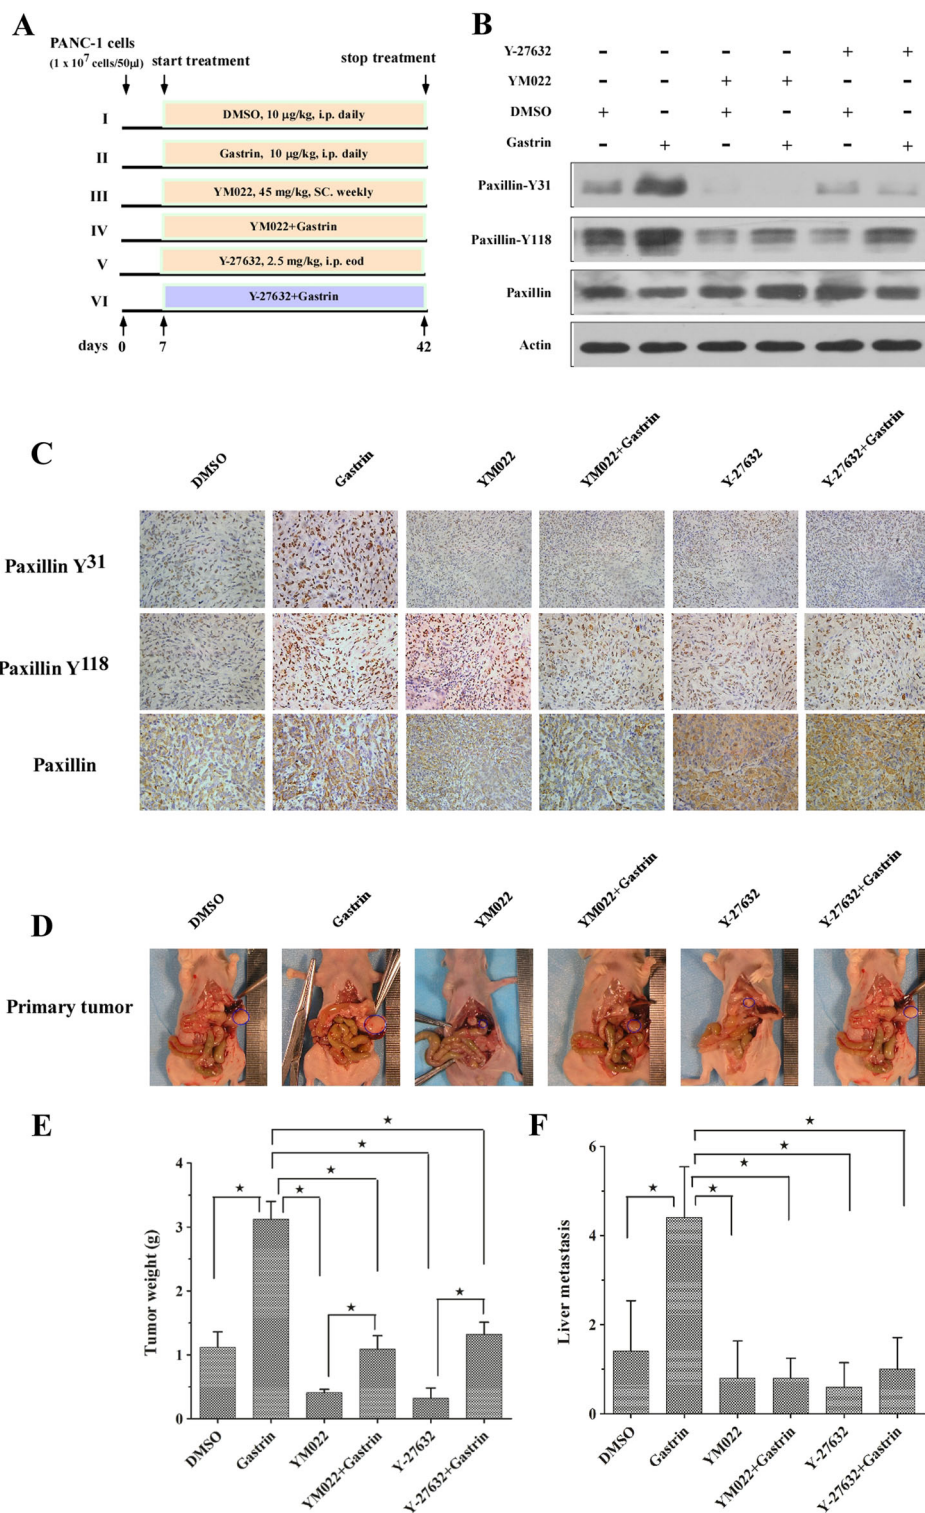 A
PANC-1 cells
(1 x 10^7 cells/50µl)
start treatment
stop treatment
I
DMSO, 10 µg/kg, i.p. daily
II
Gastrin, 10 µg/kg, i.p. daily
III
YM022, 45 mg/kg, SC. weekly
IV
YM022+Gastrin
V
Y-27632, 2.5 mg/kg, i.p. eod
VI
Y-27632+Gastrin
days 0 7 42
B
Y-27632 - - - - + +
YM022 - - + + - -
DMSO + - + - + -
Gastrin - + - + - +
Paxillin-Y31
Paxillin-Y118
Paxillin
Actin
C
DMSO
Gastrin
YM022
YM022+Gastrin
Y-27632
Y-27632+Gastrin
Paxillin Y31
Paxillin Y118
Paxillin
D
DMSO
Gastrin
YM022
YM022+Gastrin
Y-27632
Y-27632+Gastrin
Primary tumor
E
Tumor weight (g)
4
3
2
1
0
★
★
★
★
★
★
★
DMSO
Gastrin
YM022
YM022+Gastrin
Y-27632
Y-27632+Gastrin
F
Liver metastasis
6
4
2
0
★
★
★
★
★
DMSO
Gastrin
YM022
YM022+Gastrin
Y-27632
Y-27632+Gastrin